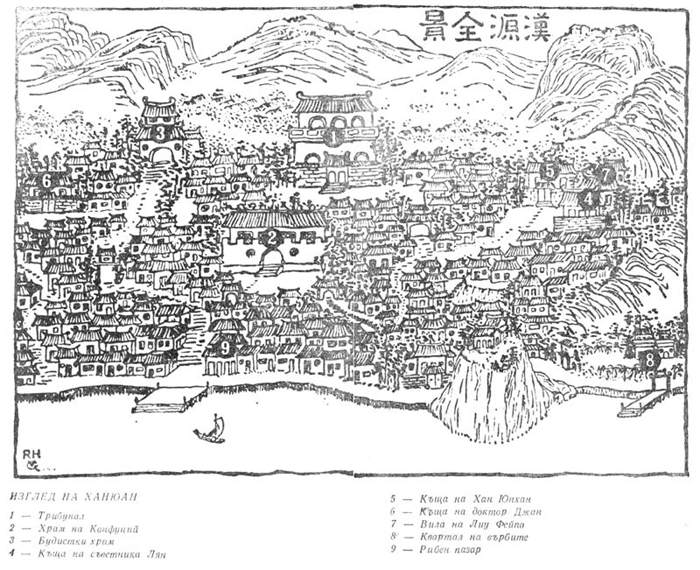 漢源全景
3
1
6
5
7
4
2
9
8
RH
ИЗГЛЕД НА ХАНЮАН
1 — Трибунал
2 — Храм на Конфуций
3 — Будистки храм
4 — Къща на съветника Лян
5 — Къща на Хан Юнхан
6 — Къща на доктор Джан
7 — Вила на Лиу Фейпо
8 — Квартал на върбите
9 — Рибен пазар